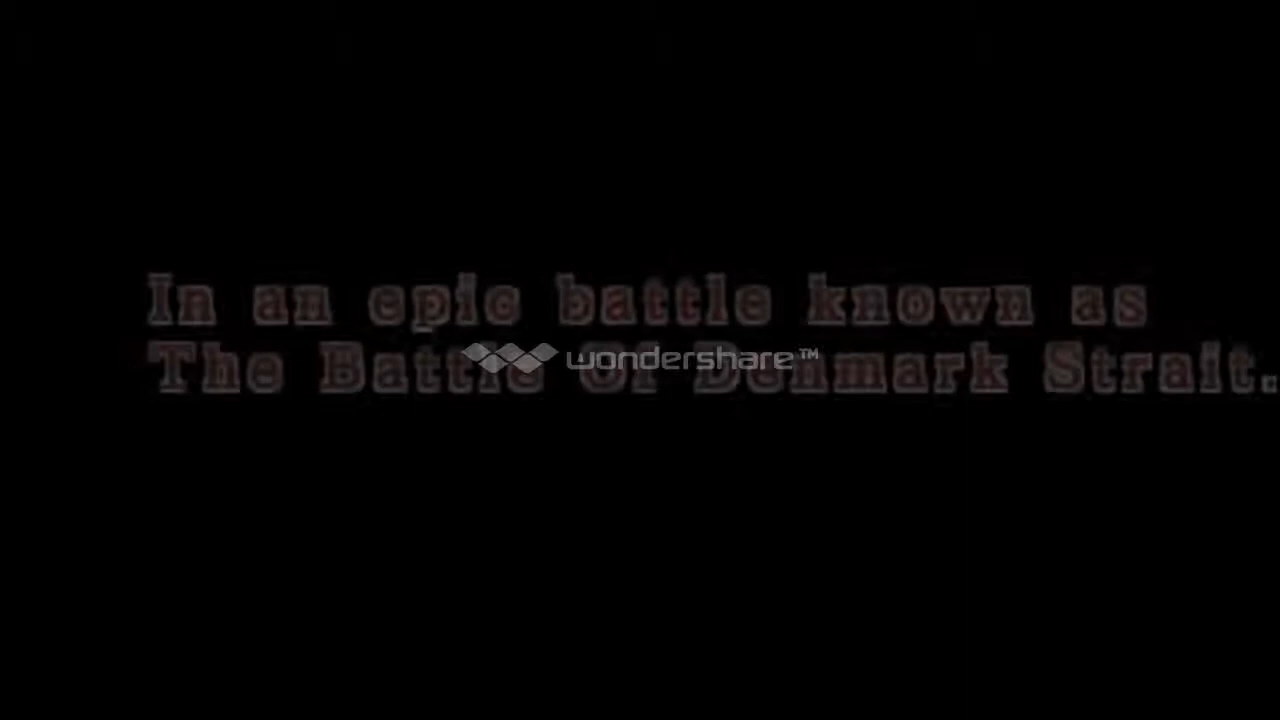 In an epic battle known as
The Battle Of Denmark Strait.
wondershare™